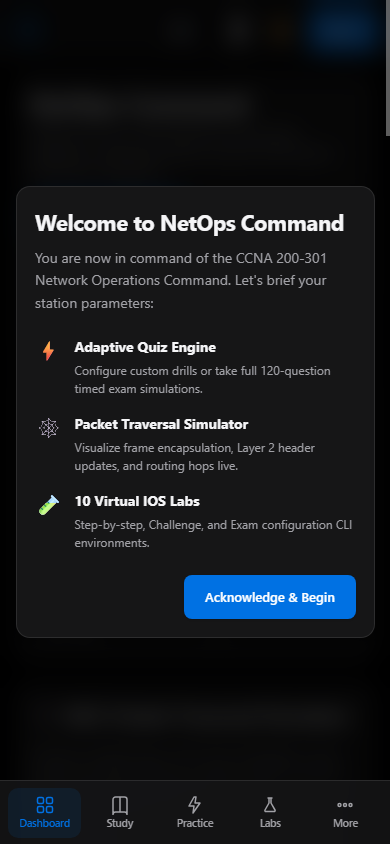 Welcome to NetOps Command
You are now in command of the CCNA 200-301
Network Operations Command. Let's brief your
station parameters:
Adaptive Quiz Engine
Configure custom drills or take full 120-question
timed exam simulations.
Packet Traversal Simulator
Visualize frame encapsulation, Layer 2 header
updates, and routing hops live.
10 Virtual IOS Labs
Step-by-step, Challenge, and Exam configuration CLI
environments.
Acknowledge & Begin
Dashboard
Study
Practice
Labs
More